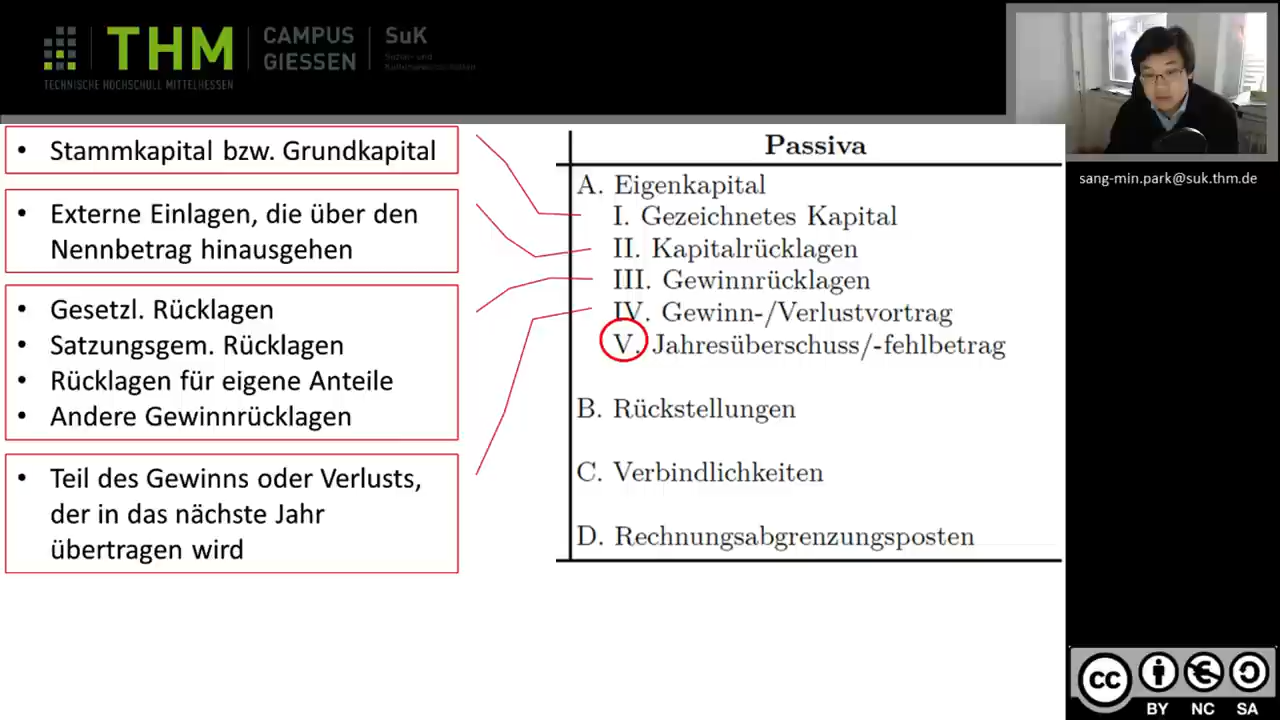 THM
CAMPUS
GIESSEN
SuK
TECHNISCHE HOCHSCHULE MITTELHESSEN
sang-min.park@suk.thm.de
• Stammkapital bzw. Grundkapital
• Externe Einlagen, die über den
Nennbetrag hinausgehen
• Gesetzl. Rücklagen
• Satzungsgem. Rücklagen
• Rücklagen für eigene Anteile
• Andere Gewinnrücklagen
• Teil des Gewinns oder Verlusts,
der in das nächste Jahr
übertragen wird
Passiva
A. Eigenkapital
I. Gezeichnetes Kapital
II. Kapitalrücklagen
III. Gewinnrücklagen
IV. Gewinn-/Verlustvortrag
V. Jahresüberschuss/-fehlbetrag
B. Rückstellungen
C. Verbindlichkeiten
D. Rechnungsabgrenzungsposten
cc
BY NC SA